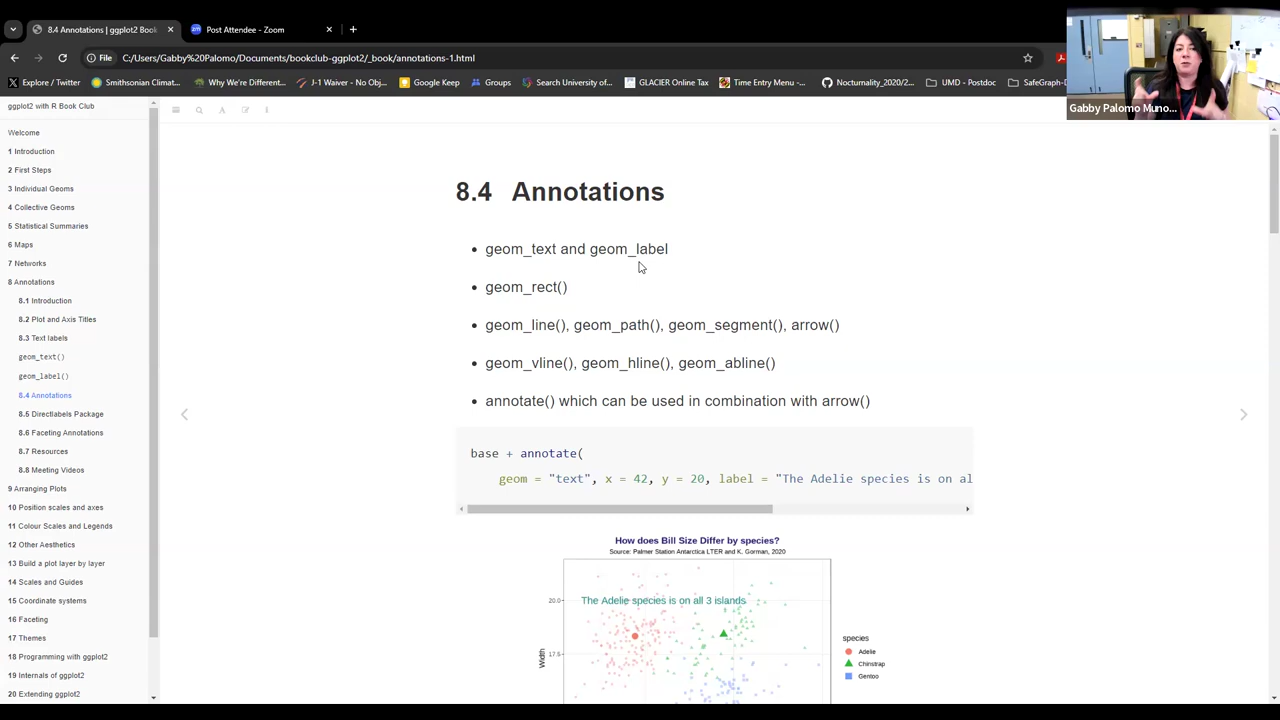 8.4 Annotations | ggplot2 Book
Post Attendee - Zoom
File
C:/Users/Gabby%20Palomo/Documents/bookclub-ggplot2/_book/annotations-1.html
Explore / Twitter
Smithsonian Climat...
Why We're Different...
J-1 Waiver - No Obj...
Google Keep
Groups
Search University of...
GLACIER Online Tax
Time Entry Menu -...
Nocturnality_2020/2...
UMD - Postdoc
SafeGraph-D
Gabby Palomo Muno...
ggplot2 with R Book Club
Welcome
1 Introduction
2 First Steps
3 Individual Geoms
4 Collective Geoms
5 Statistical Summaries
6 Maps
7 Networks
8 Annotations
8.1 Introduction
8.2 Plot and Axis Titles
8.3 Text labels
geom_text()
geom_label()
8.4 Annotations
8.5 Directlabels Package
8.6 Faceting Annotations
8.7 Resources
8.8 Meeting Videos
9 Arranging Plots
10 Position scales and axes
11 Colour Scales and Legends
12 Other Aesthetics
13 Build a plot layer by layer
14 Scales and Guides
15 Coordinate systems
16 Faceting
17 Themes
18 Programming with ggplot2
19 Internals of ggplot2
20 Extending ggplot2
8.4 Annotations
• geom_text and geom_label
• geom_rect()
• geom_line(), geom_path(), geom_segment(), arrow()
• geom_vline(), geom_hline(), geom_abline()
• annotate() which can be used in combination with arrow()
base + annotate(
geom = "text", x = 42, y = 20, label = "The Adelie species is on al
How does Bill Size Differ by species?
Source: Palmer Station Antarctica LTER and K. Gorman, 2020
20.0
The Adelie species is on all 3 islands
17.5
Width
species
Adelie
Chinstrap
Gentoo